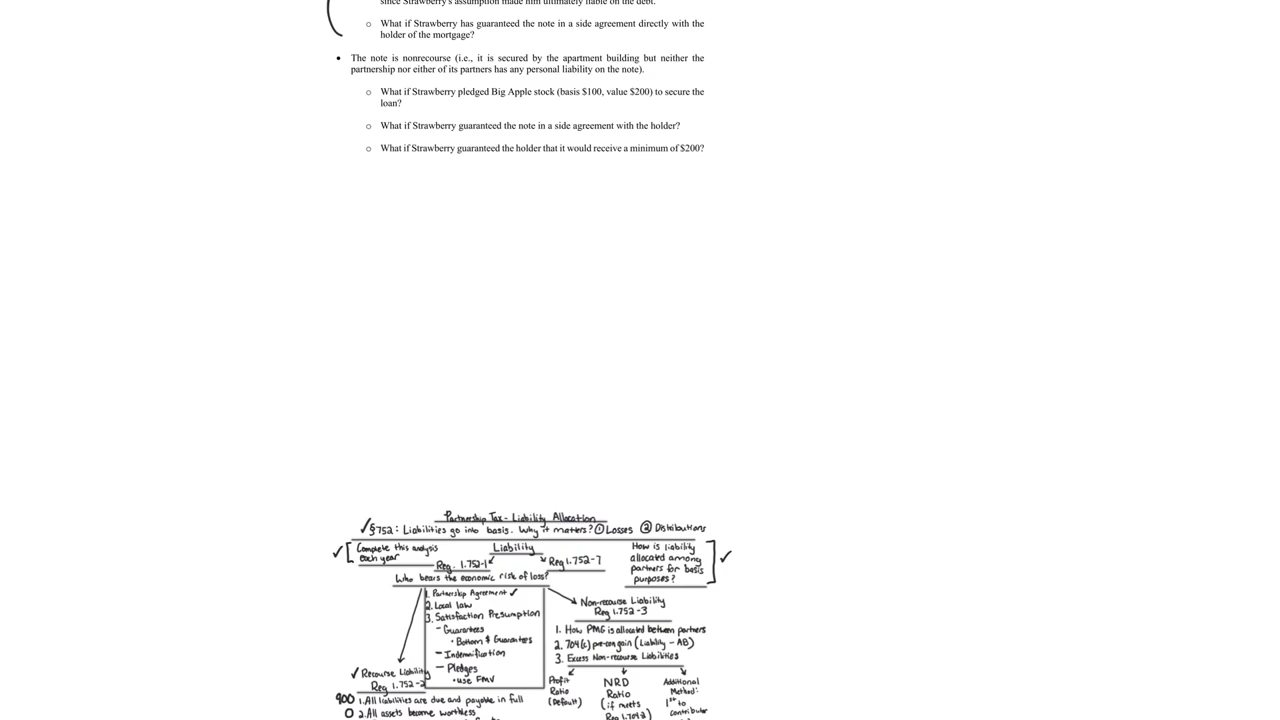 since Strawberry's assumption made him ultimately liable on the debt.
o What if Strawberry has guaranteed the note in a side agreement directly with the
holder of the mortgage?
• The note is nonrecourse (i.e., it is secured by the apartment building but neither the
partnership nor either of its partners has any personal liability on the note).
o What if Strawberry pledged Big Apple stock (basis $100, value $200) to secure the
loan?
o What if Strawberry guaranteed the note in a side agreement with the holder?
o What if Strawberry guaranteed the holder that it would receive a minimum of $200?
Partnership Tax - Liability Allocation
✓§752: Liabilities go into basis. Why it matters? ① Losses ② Distributions
✓ [ Complete this analysis
each year
Liability
Reg. 1.752-1
Reg 1.752-7
How is liability
allocated among
partners for basis
purposes? ] ✓
Who bears the economic risk of loss?
1. Partnership Agreement ✓
2. Local law
3. Satisfaction Presumption
- Guarantees
• Bottom $ Guarantees
- Indemnification
- Pledges
• use FMV
Non-recourse Liability
Reg 1.752-3
1. How PMG is allocated between partners
2. 704(c) pre-con gain (Liability - AB)
3. Excess Non-recourse Liabilities
Profit
Ratio
(Default)
NRD
Ratio
(if meets
Additional
Method:
1st to
contributor
✓ Recourse Liability
Reg 1.752-2
900 1. All liabilities are due and payable in full
0 2. All assets become worthless